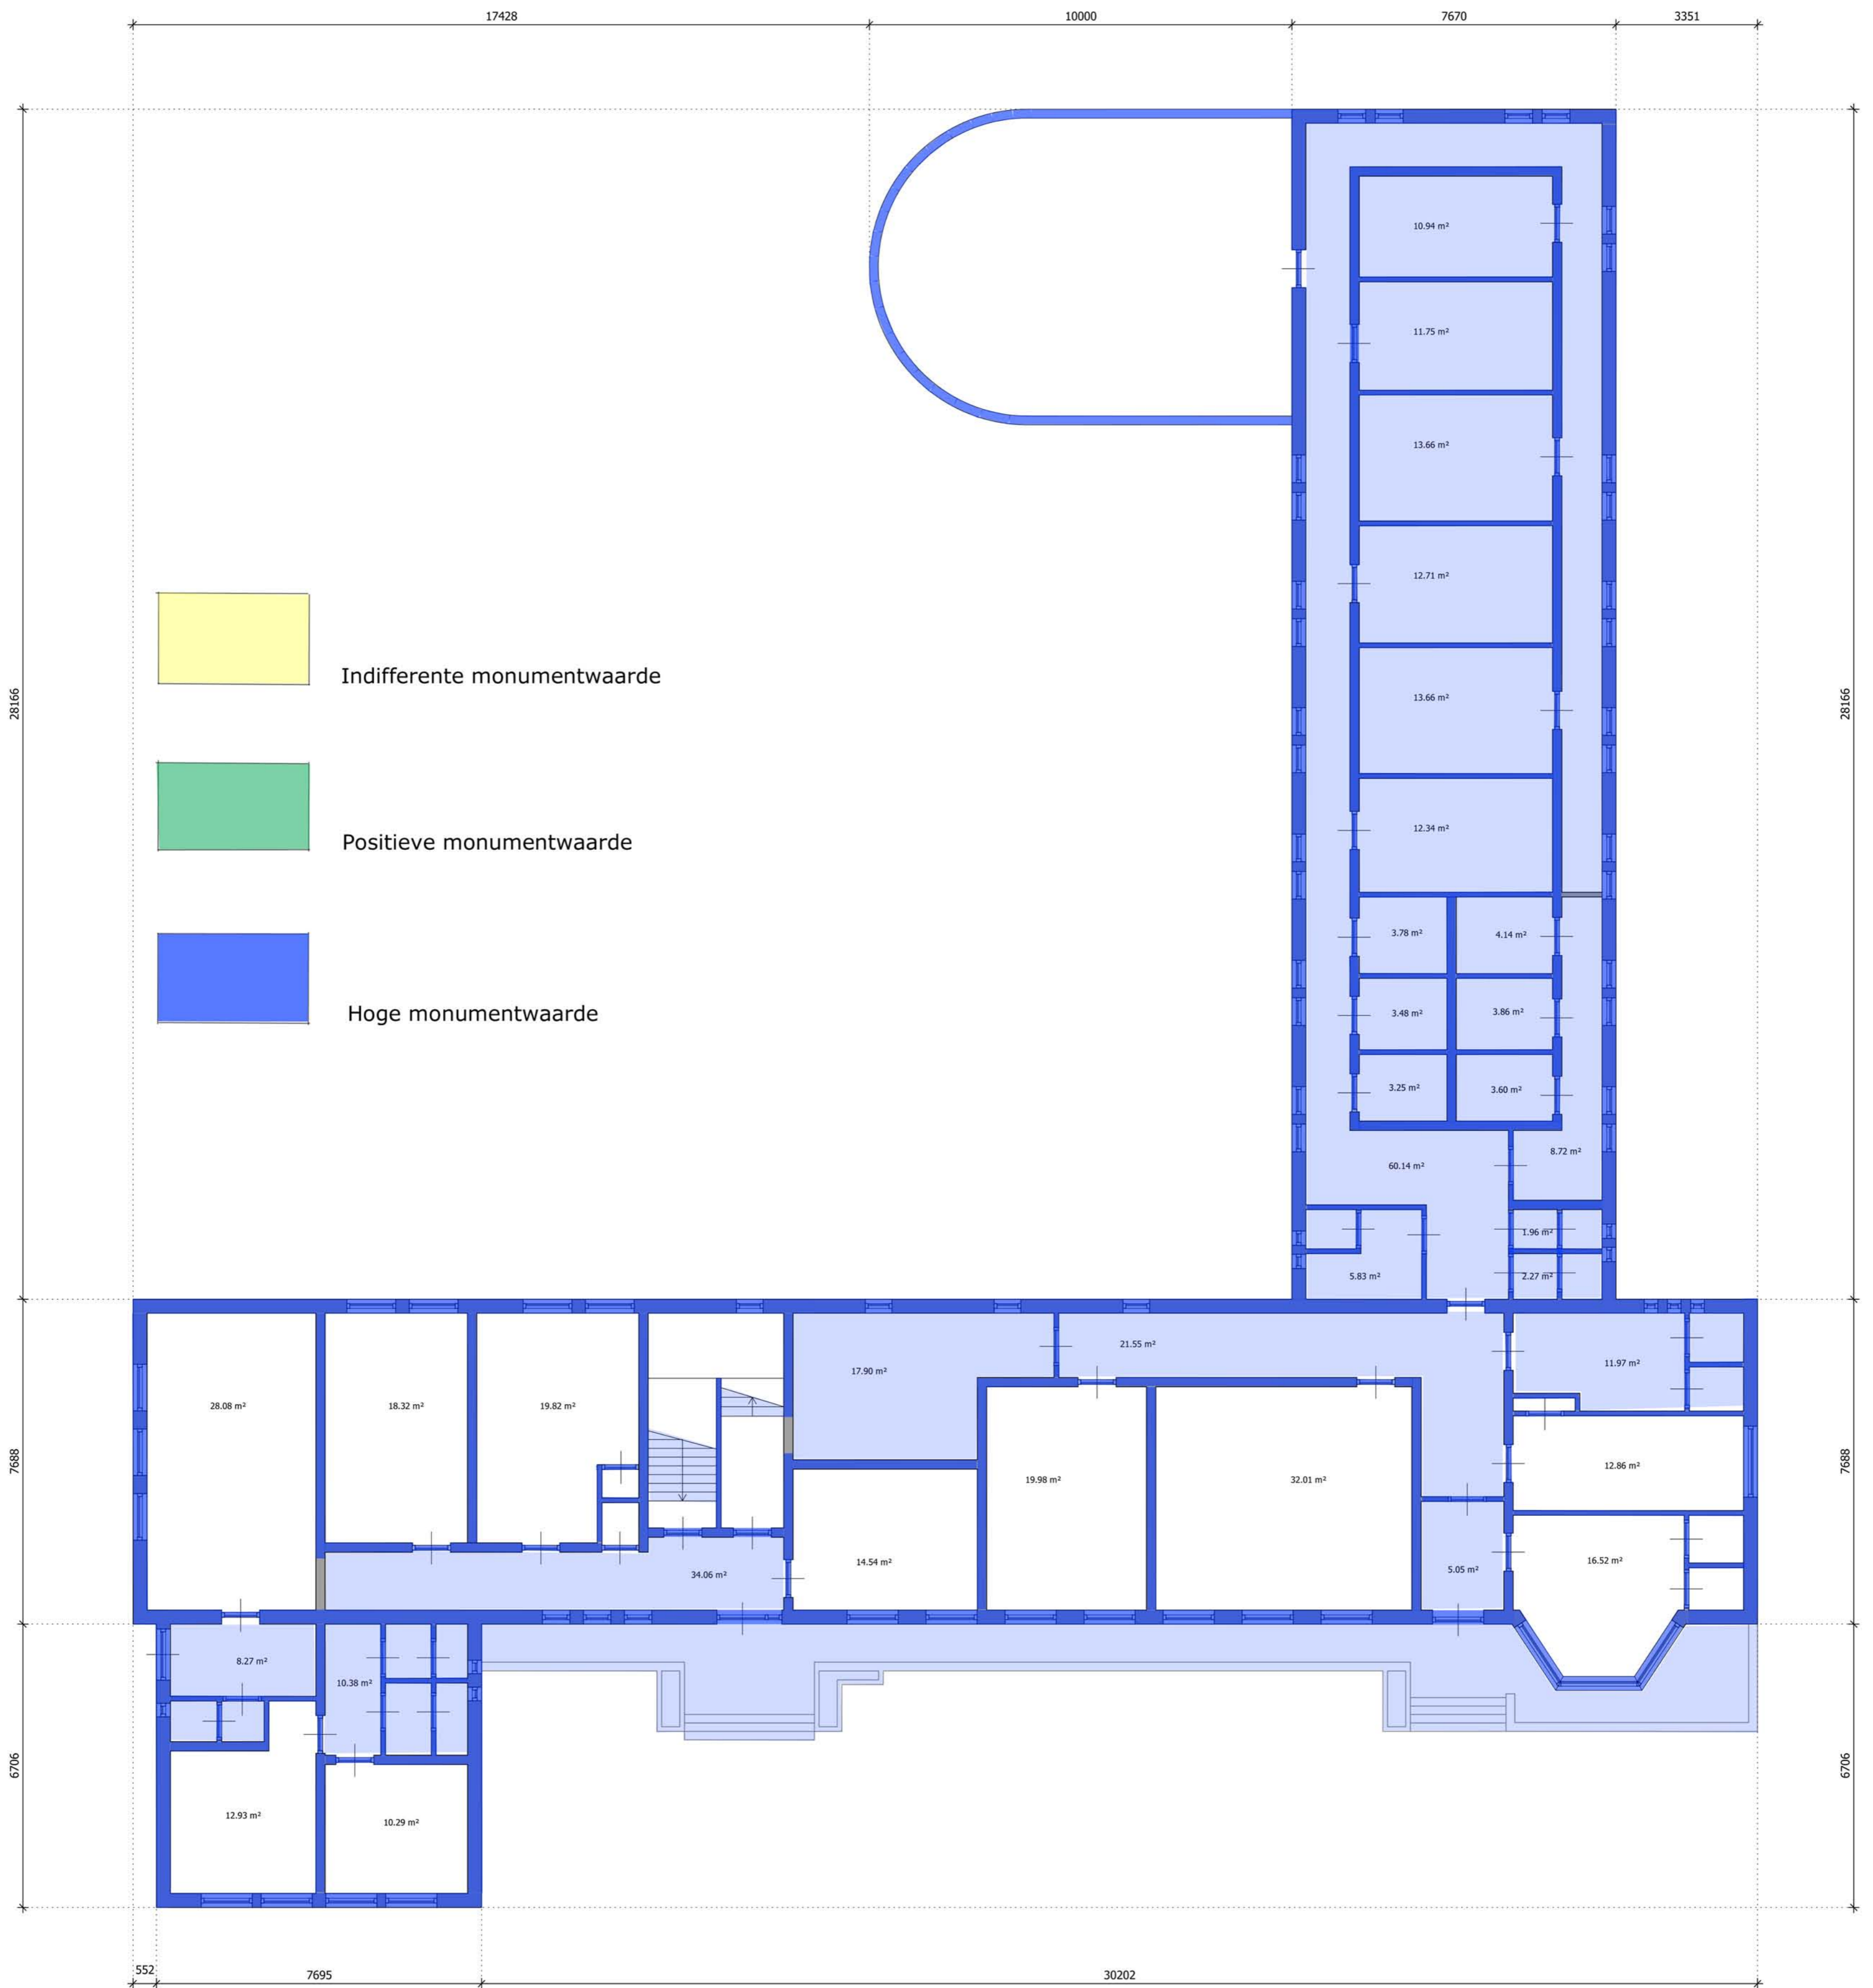 17428
10000
7670
3351
10.94 m²
11.75 m²
13.66 m²
12.71 m²
Indifferente monumentwaarde
28166
28166
13.66 m²
12.34 m²
Positieve monumentwaarde
3.78 m²
4.14 m²
Hoge monumentwaarde
3.48 m²
3.86 m²
3.25 m²
3.60 m²
8.72 m²
60.14 m²
1.96 m²
5.83 m²
2.27 m²
21.55 m²
11.97 m²
17.90 m²
28.08 m²
18.32 m²
19.82 m²
7688
7688
19.98 m²
32.01 m²
12.86 m²
14.54 m²
16.52 m²
34.06 m²
5.05 m²
8.27 m²
10.38 m²
6706
6706
12.93 m²
10.29 m²
552
7695
30202